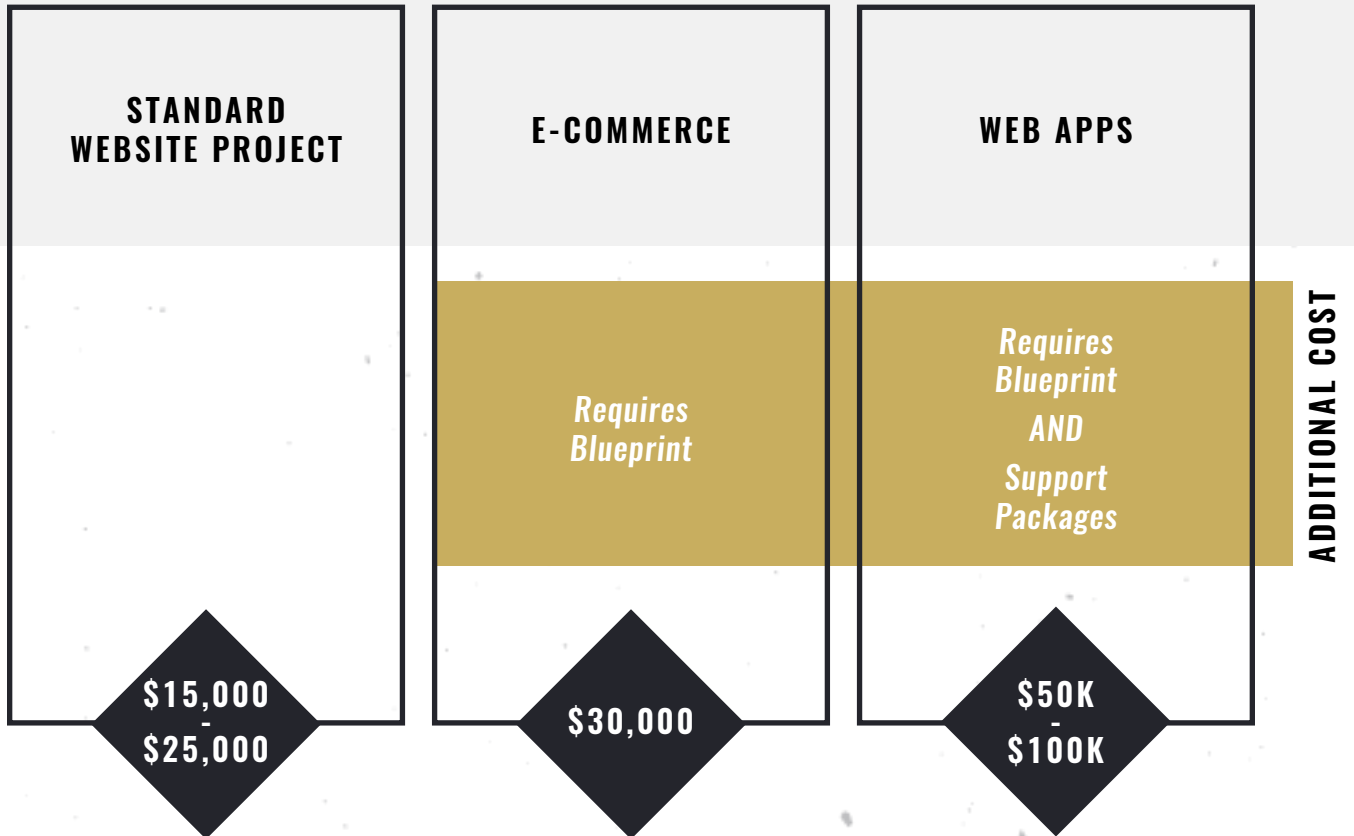 STANDARD
WEBSITE PROJECT
E-COMMERCE
WEB APPS
Requires
Blueprint
Requires
Blueprint
AND
Support
Packages
ADDITIONAL COST
$15,000
-
$25,000
$30,000
$50K
-
$100K